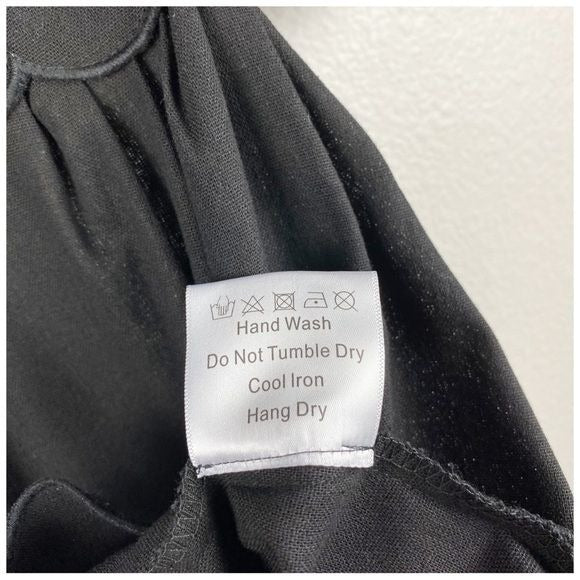 Hand Wash
Do Not Tumble Dry
Cool Iron
Hang Dry